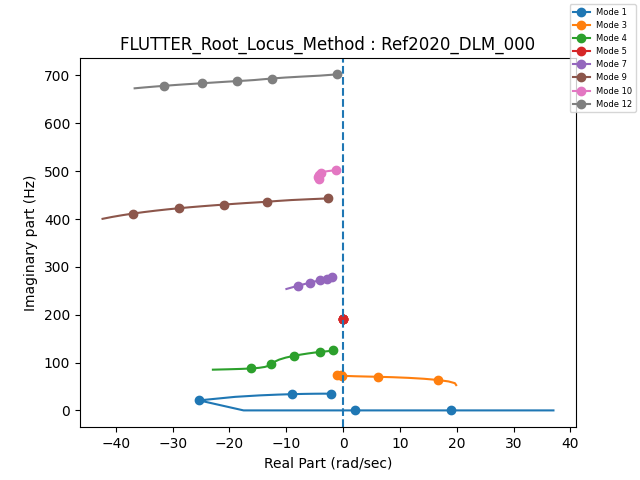 FLUTTER_Root_Locus_Method : Ref2020_DLM_000
Mode 1
Mode 3
Mode 4
Mode 5
Mode 7
Mode 9
Mode 10
Mode 12
Imaginary part (Hz)
700
600
500
400
300
200
100
0
−40 −30 −20 −10 0 10 20 30 40
Real Part (rad/sec)